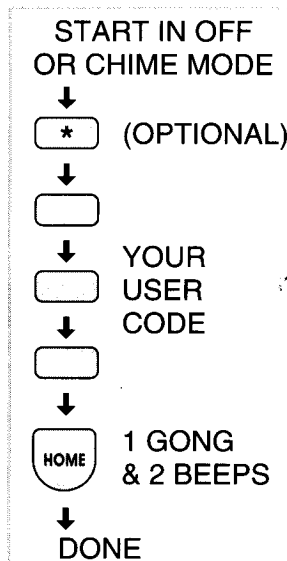 START IN OFF
OR CHIME MODE
* (OPTIONAL)
YOUR
USER
CODE
HOME
1 GONG
& 2 BEEPS
DONE